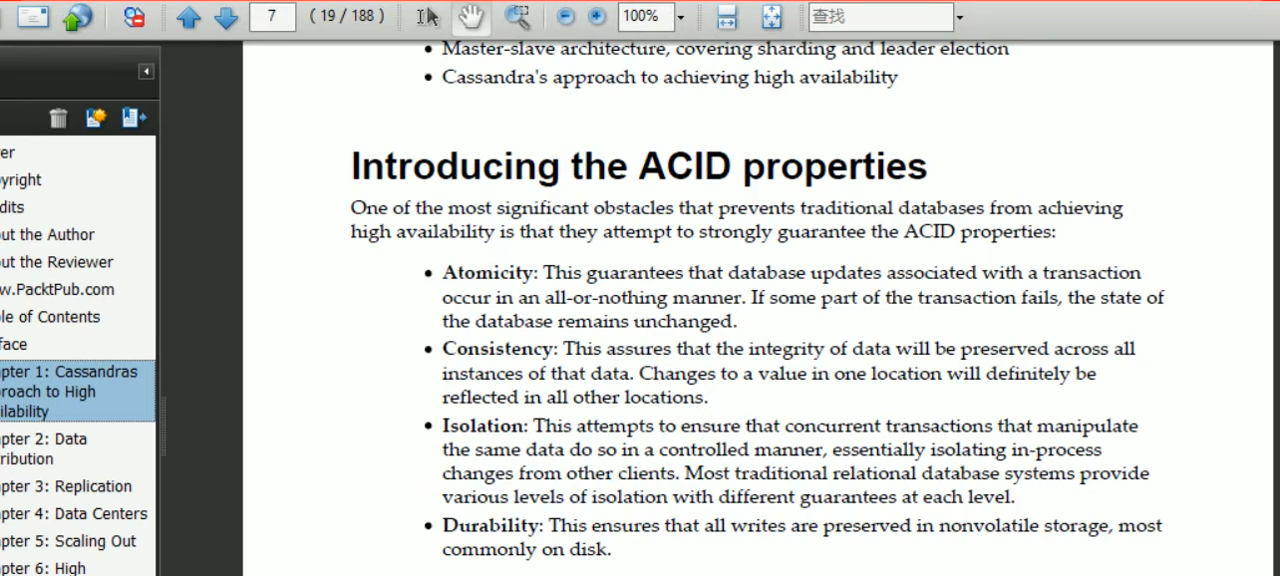 7 ( 19 / 188 ) 100% 查找
er
yright
dits
ut the Author
ut the Reviewer
w.PacktPub.com
le of Contents
face
pter 1: Cassandras
roach to High
ilability
pter 2: Data
ribution
pter 3: Replication
pter 4: Data Centers
pter 5: Scaling Out
pter 6: High
• Master-slave architecture, covering sharding and leader election
• Cassandra's approach to achieving high availability
Introducing the ACID properties
One of the most significant obstacles that prevents traditional databases from achieving
high availability is that they attempt to strongly guarantee the ACID properties:
• Atomicity: This guarantees that database updates associated with a transaction
occur in an all-or-nothing manner. If some part of the transaction fails, the state of
the database remains unchanged.
• Consistency: This assures that the integrity of data will be preserved across all
instances of that data. Changes to a value in one location will definitely be
reflected in all other locations.
• Isolation: This attempts to ensure that concurrent transactions that manipulate
the same data do so in a controlled manner, essentially isolating in-process
changes from other clients. Most traditional relational database systems provide
various levels of isolation with different guarantees at each level.
• Durability: This ensures that all writes are preserved in nonvolatile storage, most
commonly on disk.